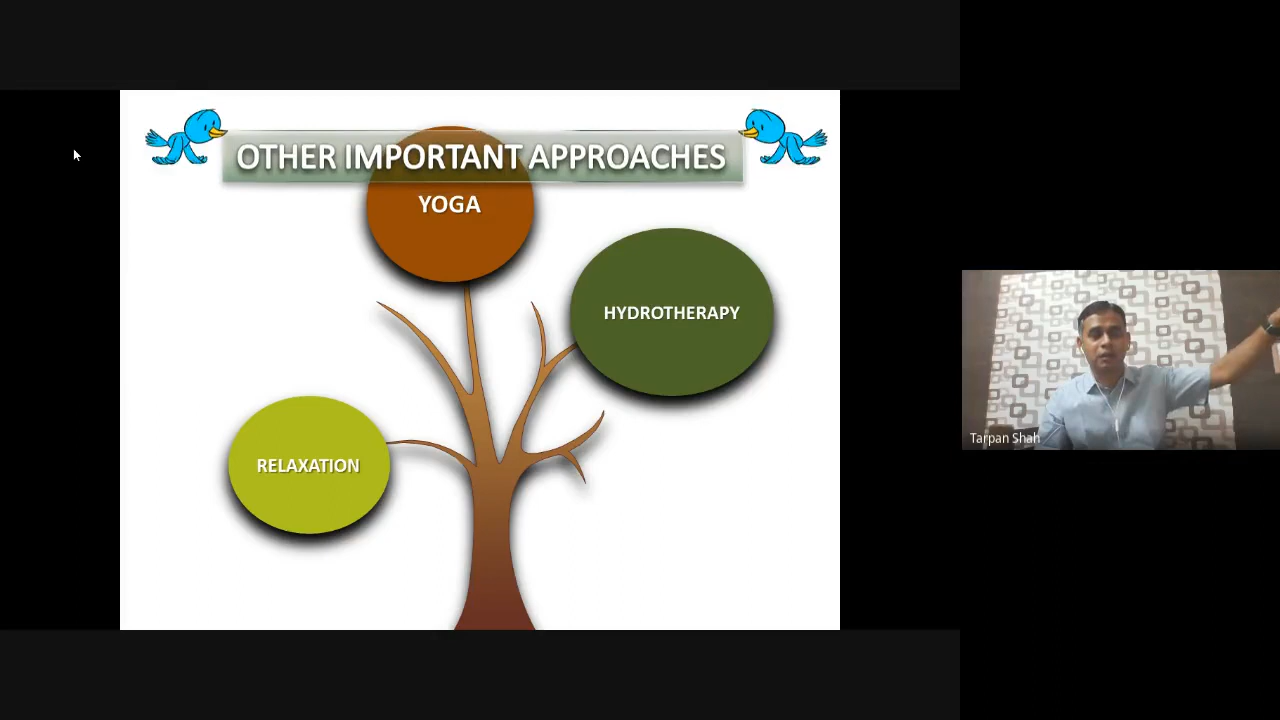 OTHER IMPORTANT APPROACHES
YOGA
HYDROTHERAPY
RELAXATION
Tarpan Shah